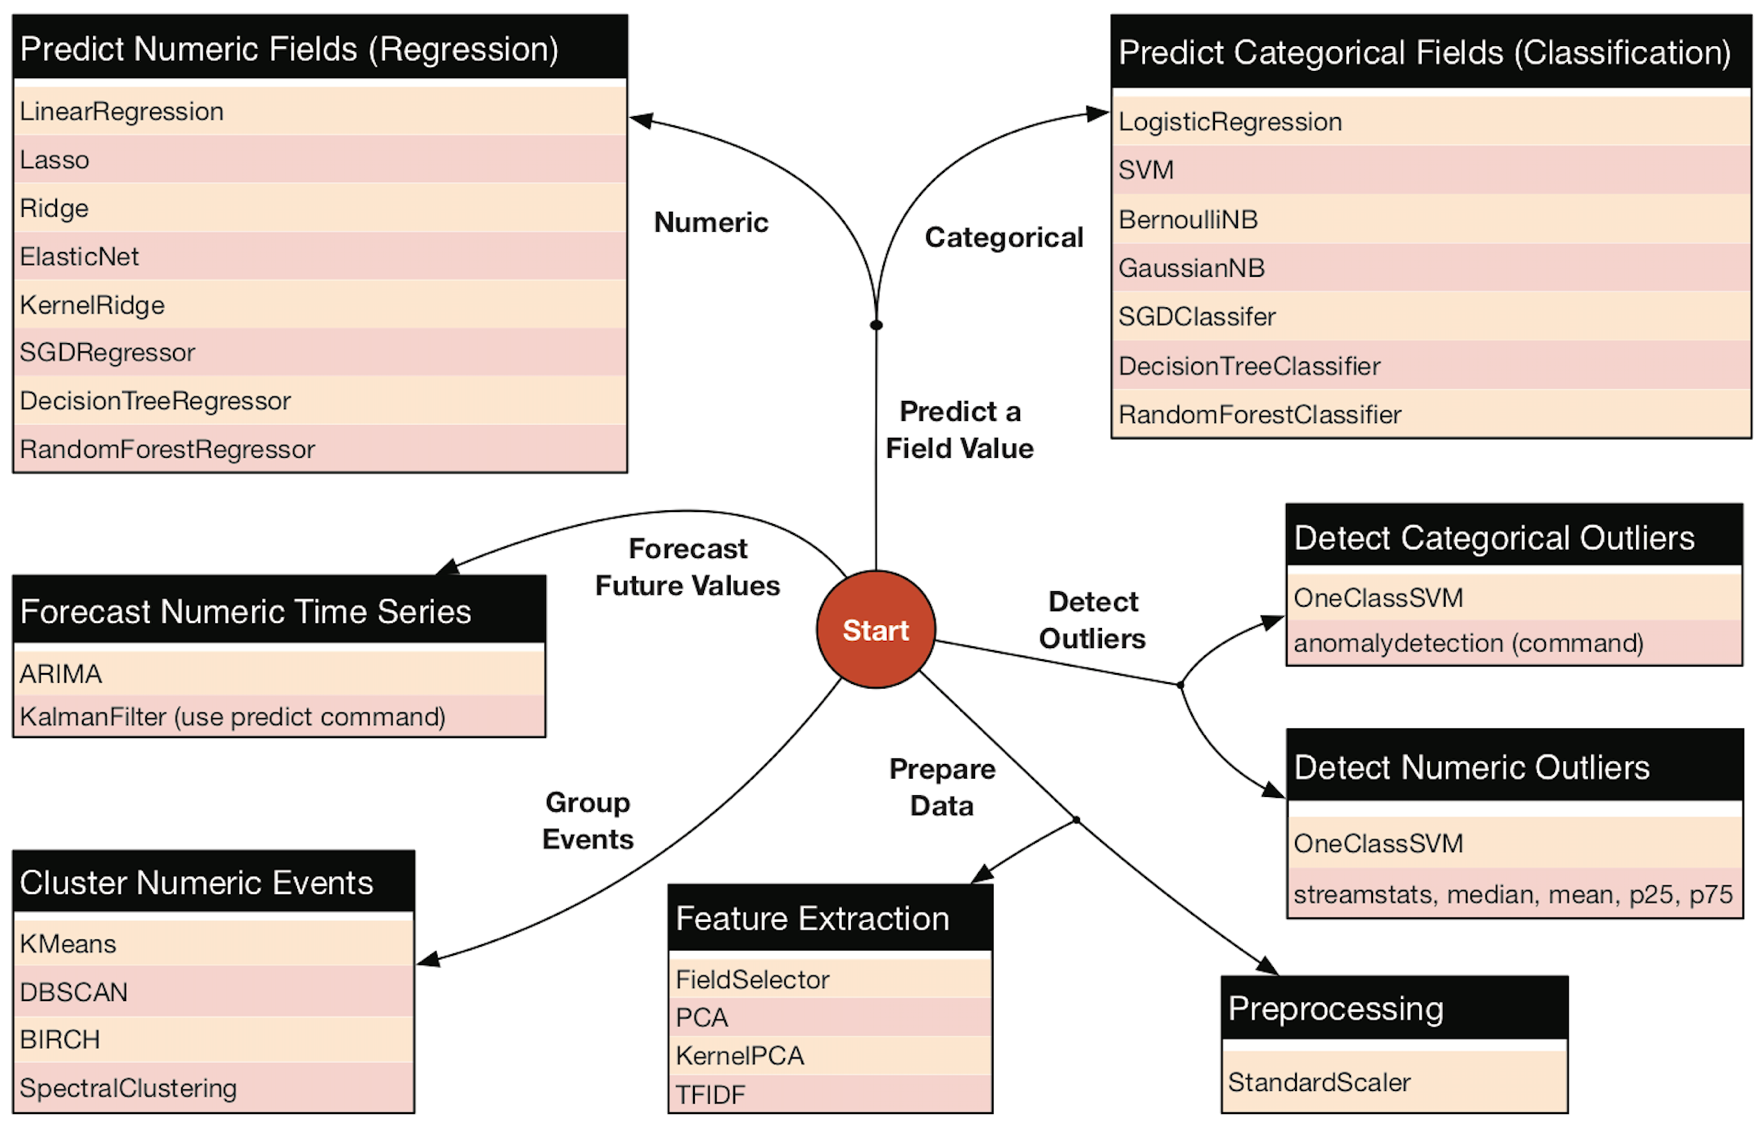 Predict Numeric Fields (Regression)
LinearRegression
Lasso
Ridge
ElasticNet
KernelRidge
SGDRegressor
DecisionTreeRegressor
RandomForestRegressor
Predict Categorical Fields (Classification)
LogisticRegression
SVM
BernoulliNB
GaussianNB
SGDClassifer
DecisionTreeClassifier
RandomForestClassifier
Numeric
Categorical
Predict a
Field Value
Forecast
Future Values
Forecast Numeric Time Series
ARIMA
KalmanFilter (use predict command)
Start
Detect
Outliers
Detect Categorical Outliers
OneClassSVM
anomalydetection (command)
Detect Numeric Outliers
OneClassSVM
streamstats, median, mean, p25, p75
Group
Events
Prepare
Data
Cluster Numeric Events
KMeans
DBSCAN
BIRCH
SpectralClustering
Feature Extraction
FieldSelector
PCA
KernelPCA
TFIDF
Preprocessing
StandardScaler